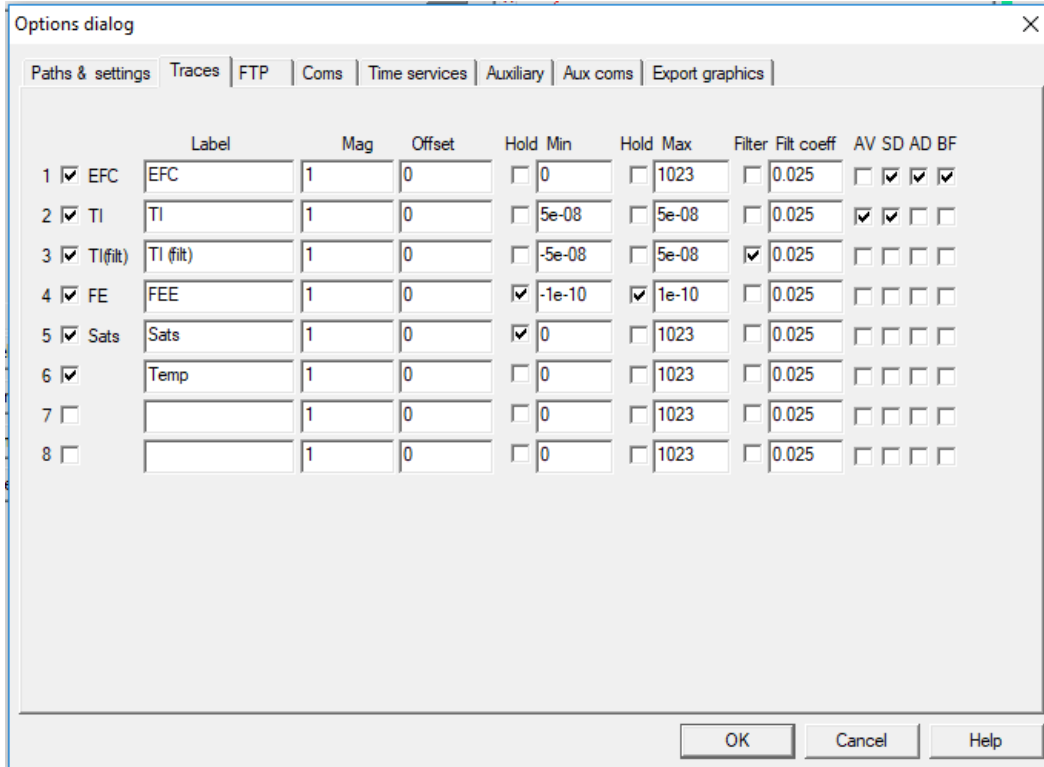 Options dialog
Paths & settings Traces FTP Coms Time services Auxiliary Aux coms Export graphics
Label Mag Offset Hold Min Hold Max Filter Filt coeff AV SD AD BF
1 EFC EFC 1 0 0 1023 0.025
2 TI TI 1 0 5e-08 5e-08 0.025
3 TI(filt) TI (filt) 1 0 -5e-08 5e-08 0.025
4 FE FEE 1 0 -1e-10 1e-10 0.025
5 Sats Sats 1 0 0 1023 0.025
6 Temp 1 0 0 1023 0.025
7 1 0 0 1023 0.025
8 1 0 0 1023 0.025
OK Cancel Help